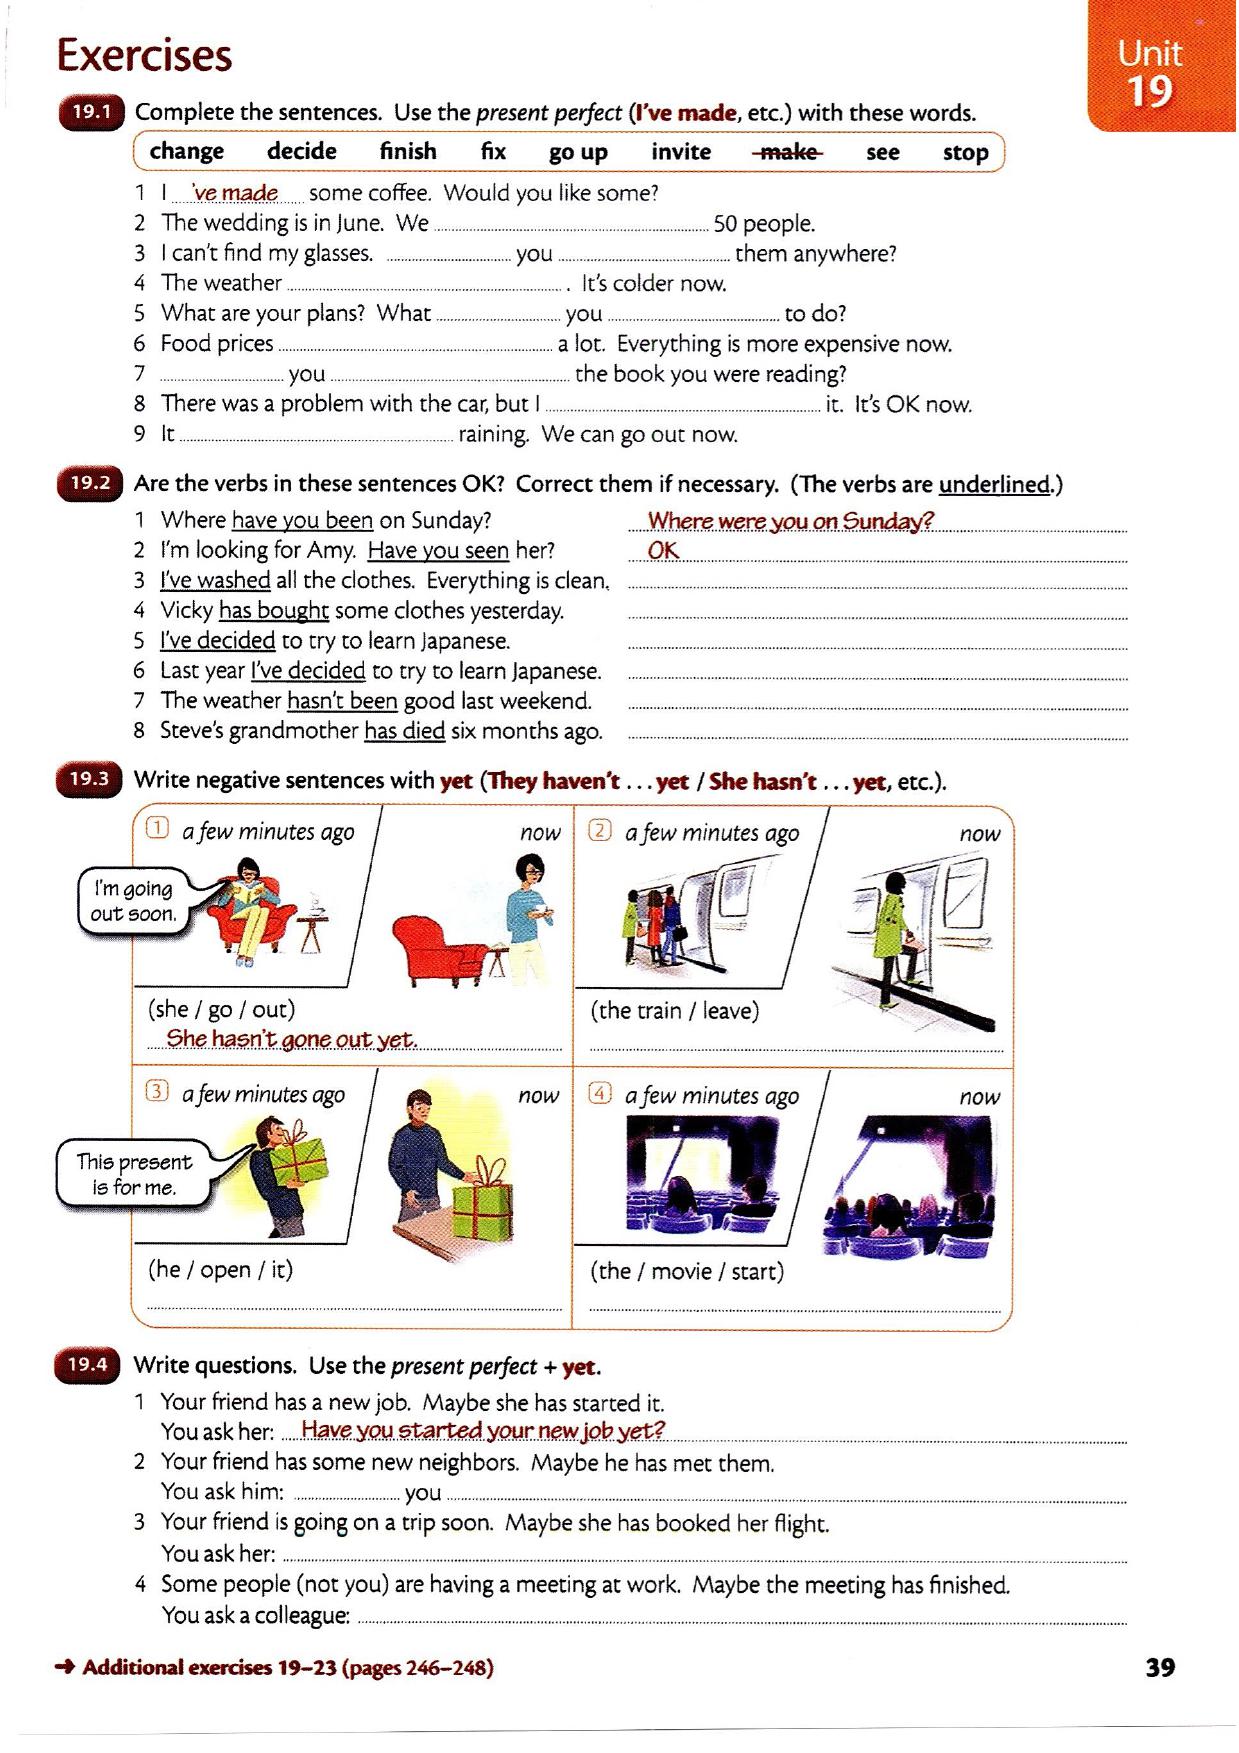 Exercises
Unit
19
19.1 Complete the sentences. Use the present perfect (I've made, etc.) with these words.
change decide finish fix go up invite make see stop
1 I 've made some coffee. Would you like some?
2 The wedding is in June. We ........ 50 people.
3 I can't find my glasses. ........ you ........ them anywhere?
4 The weather ........ . It's colder now.
5 What are your plans? What ........ you ........ to do?
6 Food prices ........ a lot. Everything is more expensive now.
7 ........ you ........ the book you were reading?
8 There was a problem with the car, but I ........ it. It's OK now.
9 It ........ raining. We can go out now.
19.2 Are the verbs in these sentences OK? Correct them if necessary. (The verbs are underlined.)
1 Where have you been on Sunday? Where were you on Sunday?
2 I'm looking for Amy. Have you seen her? OK
3 I've washed all the clothes. Everything is clean.
4 Vicky has bought some clothes yesterday.
5 I've decided to try to learn Japanese.
6 Last year I've decided to try to learn Japanese.
7 The weather hasn't been good last weekend.
8 Steve's grandmother has died six months ago.
19.3 Write negative sentences with yet (They haven't ... yet / She hasn't ... yet, etc.).
1 a few minutes ago now
I'm going
out soon.
(she / go / out)
She hasn't gone out yet.
2 a few minutes ago now
(the train / leave)
3 a few minutes ago now
This present
is for me.
(he / open / it)
4 a few minutes ago now
(the / movie / start)
19.4 Write questions. Use the present perfect + yet.
1 Your friend has a new job. Maybe she has started it.
You ask her: Have you started your new job yet?
2 Your friend has some new neighbors. Maybe he has met them.
You ask him: ........ you ........
3 Your friend is going on a trip soon. Maybe she has booked her flight.
You ask her: ........
4 Some people (not you) are having a meeting at work. Maybe the meeting has finished.
You ask a colleague: ........
➜ Additional exercises 19–23 (pages 246–248)
39